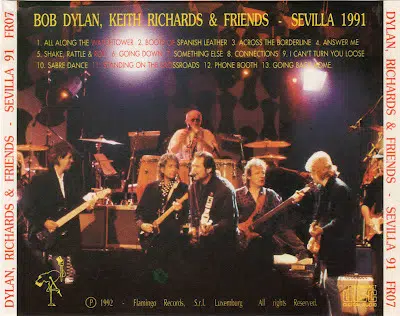 BOB DYLAN, KEITH RICHARDS & FRIENDS - SEVILLA 1991
1. ALL ALONG THE WATCHTOWER 2. BOOTS OF SPANISH LEATHER 3. ACROSS THE BORDERLINE 4. ANSWER ME
5. SHAKE, RATTLE & ROLL 6. GOING DOWN 7. SOMETHING ELSE 8. CONNECTIONS 9. I CAN'T TURN YOU LOOSE
10. SABRE DANCE 11. STANDING ON THE CROSSROADS 12. PHONE BOOTH 13. GOING BACK HOME.
DYLAN, RICHARDS & FRIENDS - SEVILLA 91 FR07
DYLAN, RICHARDS & FRIENDS - SEVILLA 91 FR07
Ⓟ 1992 - Flamingo Records, S.r.l. Luxemburg All rights Reserved.